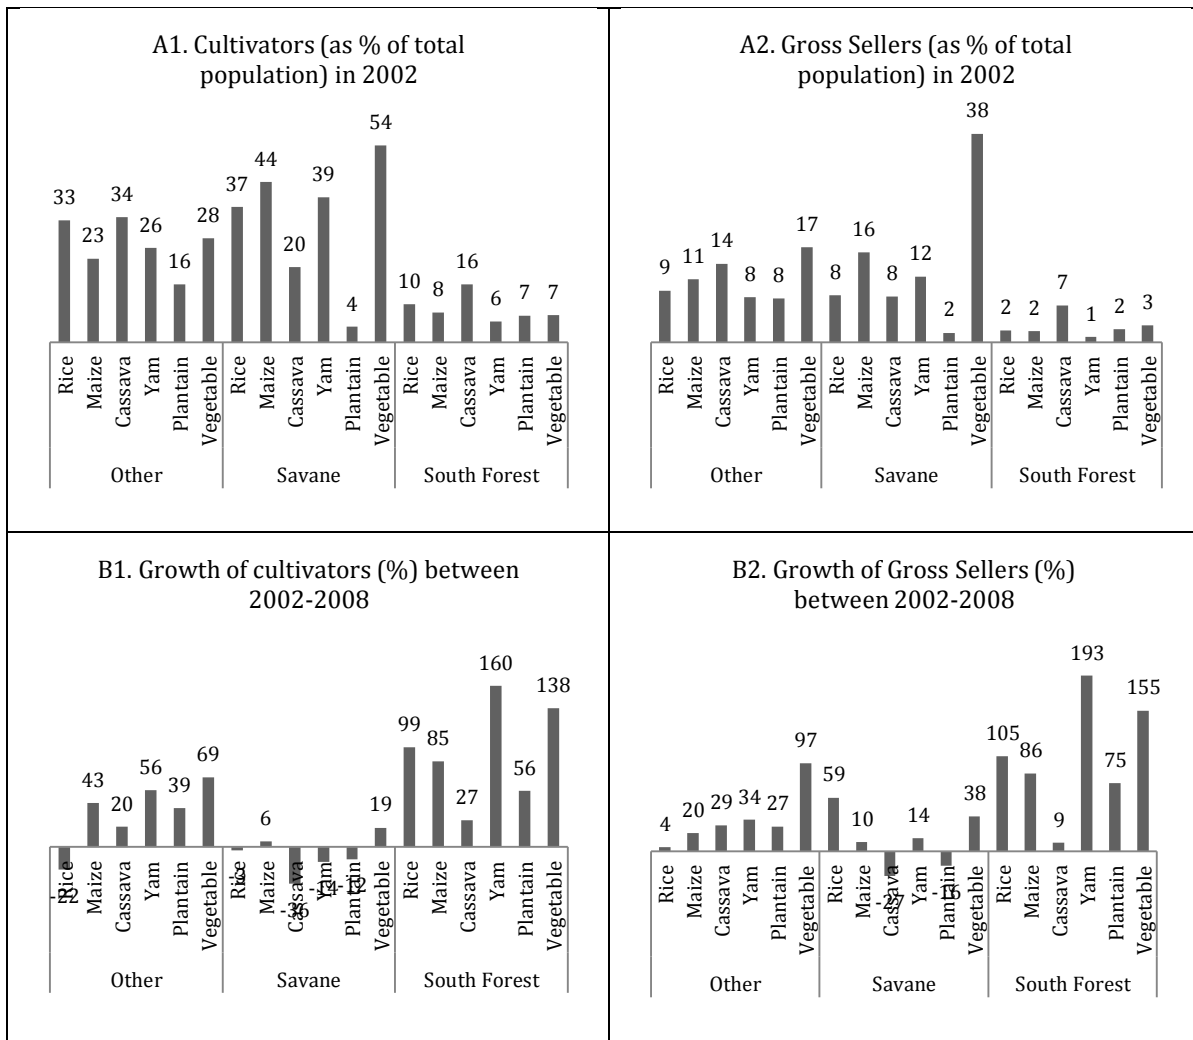 A1. Cultivators (as % of total
population) in 2002
54
44
39
37
33
34
28
26
23
20
16
4
10
8
16
6
7
7
Rice
Maize
Cassava
Yam
Plantain
Vegetable
Rice
Maize
Cassava
Yam
Plantain
Vegetable
Rice
Maize
Cassava
Yam
Plantain
Vegetable
Other
Savane
South Forest
A2. Gross Sellers (as % of total
population) in 2002
9
11
14
8
8
17
8
16
8
12
2
38
2
2
7
1
2
3
Rice
Maize
Cassava
Yam
Plantain
Vegetable
Rice
Maize
Cassava
Yam
Plantain
Vegetable
Rice
Maize
Cassava
Yam
Plantain
Vegetable
Other
Savane
South Forest
B1. Growth of cultivators (%) between
2002-2008
-22
43
20
56
39
69
-3
6
-36
-14
-12
19
99
85
27
160
56
138
Rice
Maize
Cassava
Yam
Plantain
Vegetable
Rice
Maize
Cassava
Yam
Plantain
Vegetable
Rice
Maize
Cassava
Yam
Plantain
Vegetable
Other
Savane
South Forest
B2. Growth of Gross Sellers (%)
between 2002-2008
4
20
29
34
27
97
59
10
-27
14
-16
38
105
86
9
193
75
155
Rice
Maize
Cassava
Yam
Plantain
Vegetable
Rice
Maize
Cassava
Yam
Plantain
Vegetable
Rice
Maize
Cassava
Yam
Plantain
Vegetable
Other
Savane
South Forest